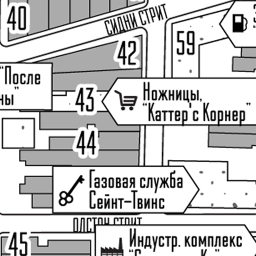 40
СИДНИ СТРИТ
42
59
"После
ны"
43
Ножницы,
"Каттер'с Корнер"
44
Газовая служба
Сейнт-Твинс
ОЛСТОН СТРИТ
45
Индустр. комплекс